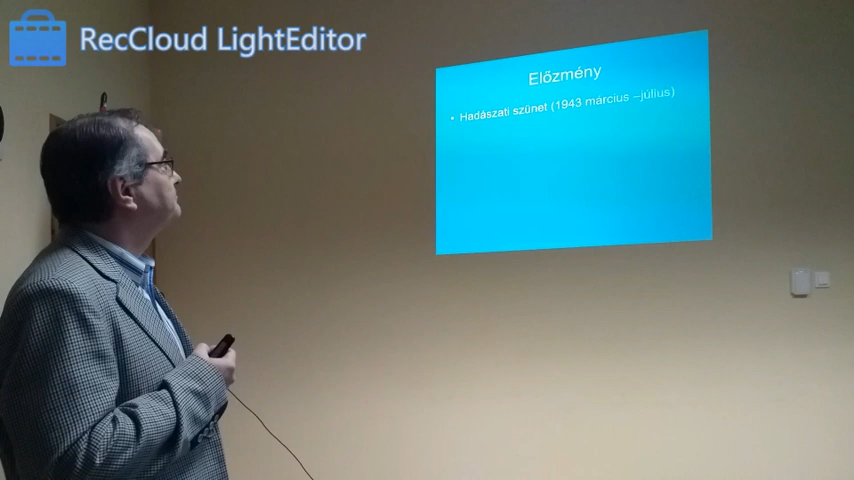 RecCloud LightEditor
Előzmény
• Hadászati szünet (1943 március –július)